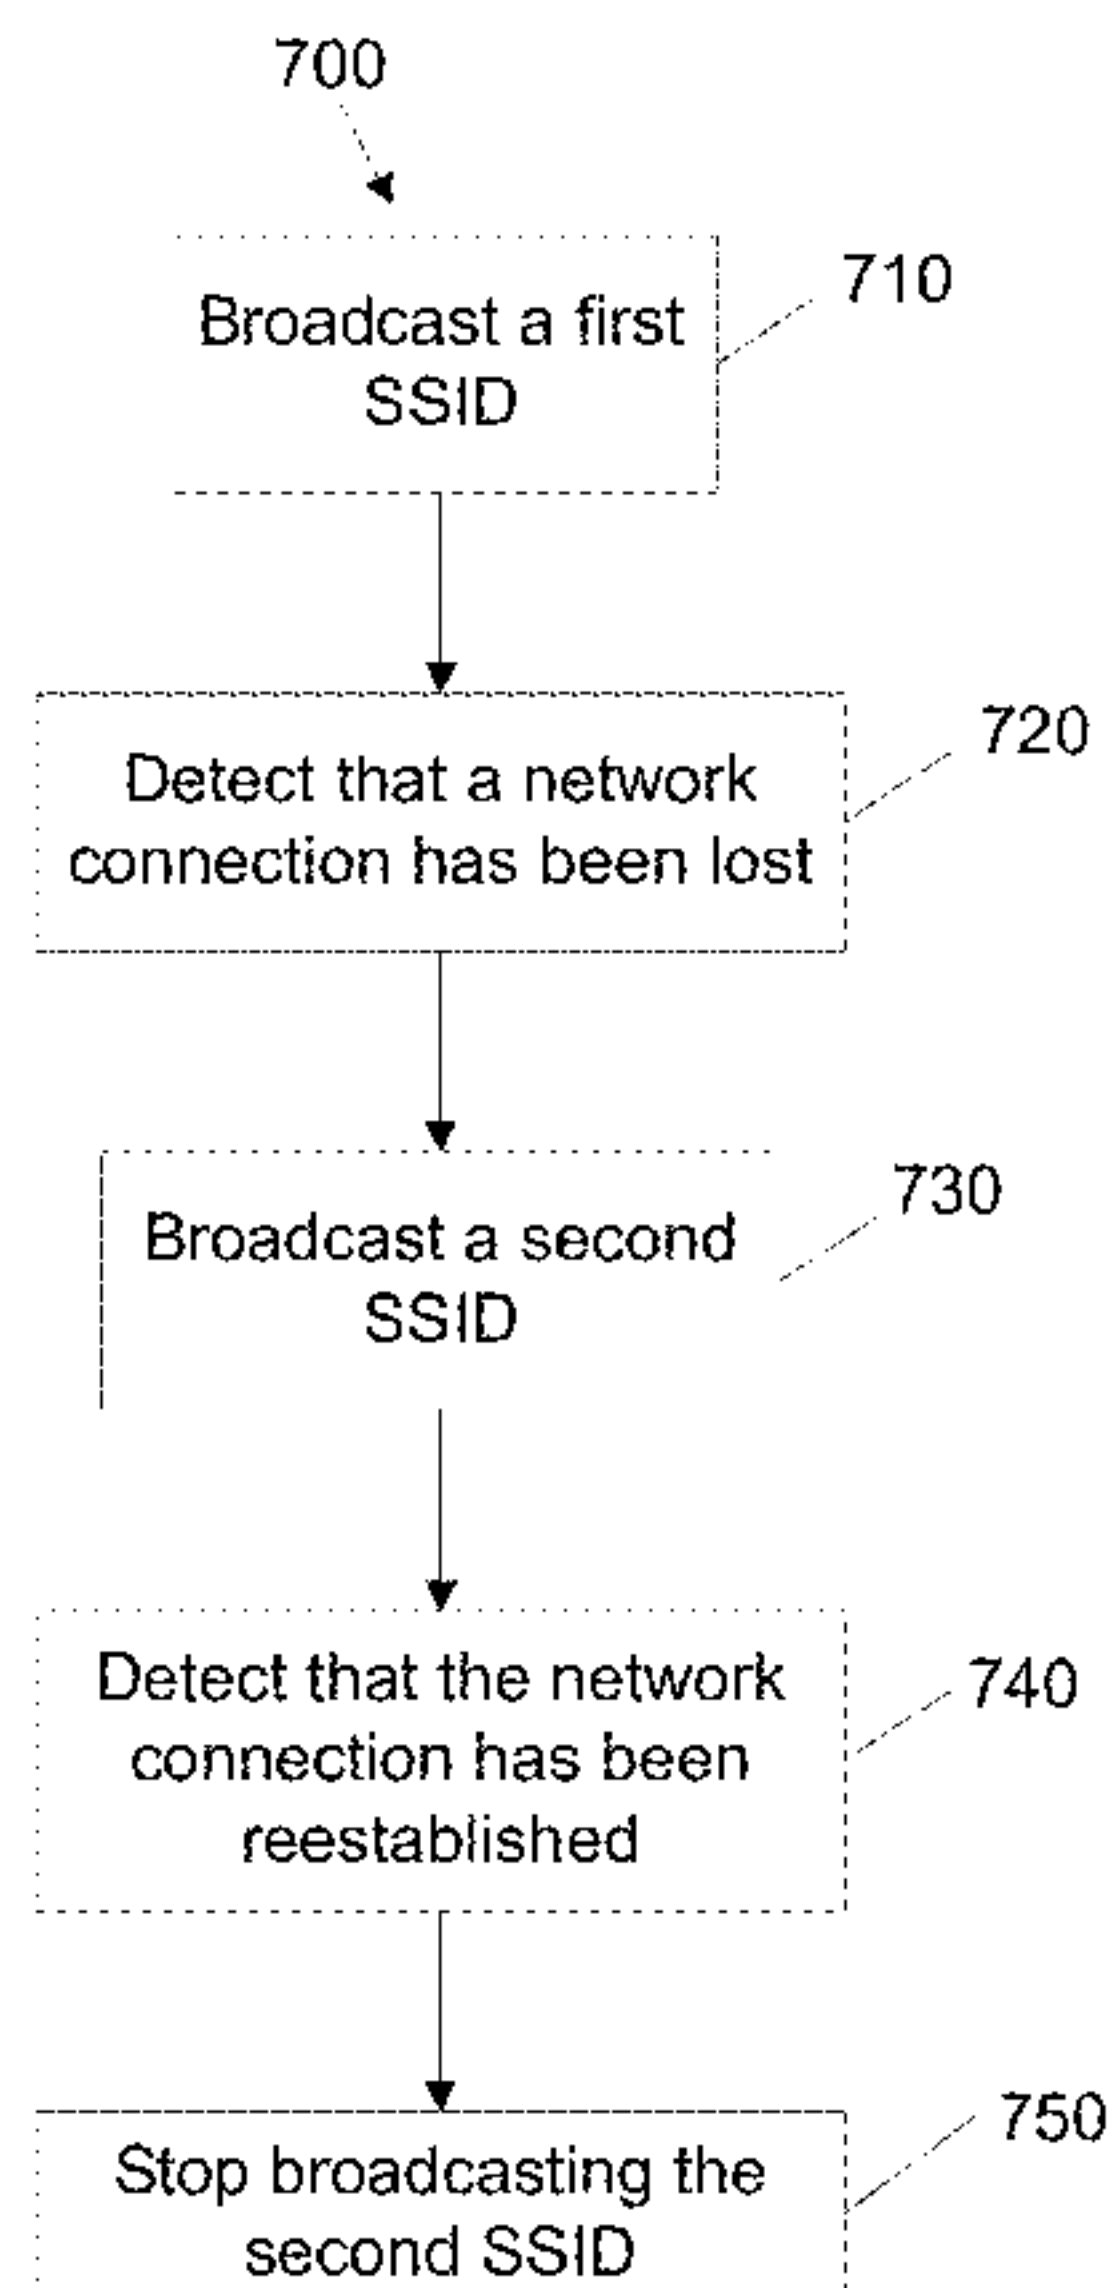 700
710
Broadcast a first
SSID
720
Detect that a network
connection has been lost
730
Broadcast a second
SSID
740
Detect that the network
connection has been
reestablished
750
Stop broadcasting the
second SSID